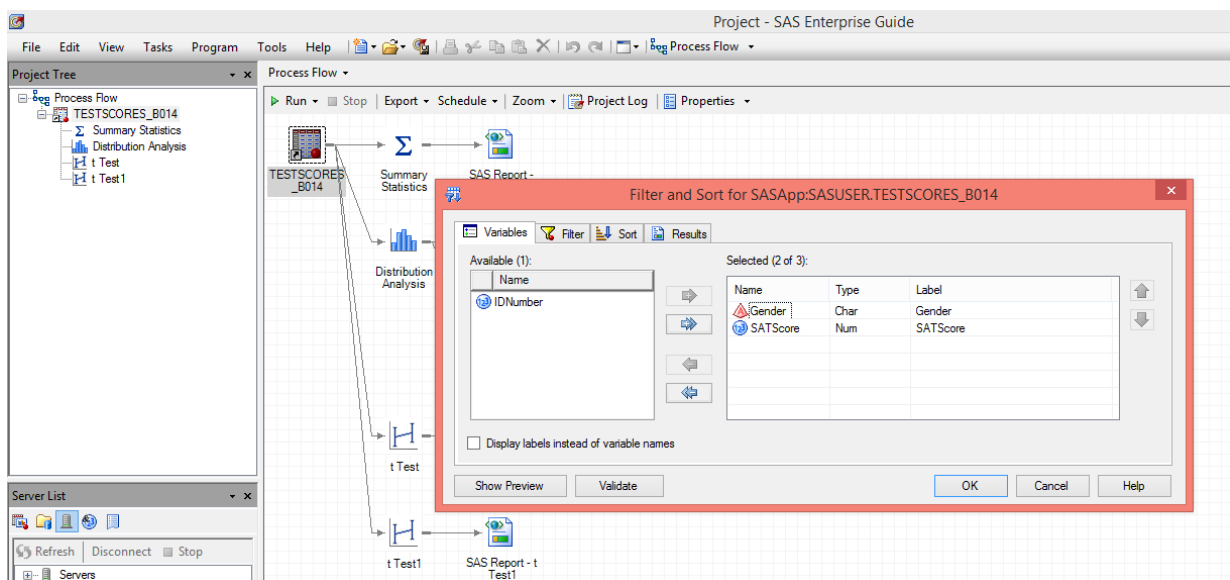 Project - SAS Enterprise Guide
File Edit View Tasks Program Tools Help Process Flow
Project Tree
Process Flow
TESTSCORES_B014
Summary Statistics
Distribution Analysis
t Test
t Test1
Process Flow
Run Stop Export Schedule Zoom Project Log Properties
TESTSCORES
_B014
Summary
Statistics
SAS Report -
Distribution
Analysis
t Test
t Test1
SAS Report - t
Test1
Filter and Sort for SASApp:SASUSER.TESTSCORES_B014
x
Variables Filter Sort Results
Available (1):
Name
IDNumber
Selected (2 of 3):
Name Type Label
Gender Char Gender
SATScore Num SATScore
Display labels instead of variable names
Show Preview Validate OK Cancel Help
Server List
Refresh Disconnect Stop
Servers